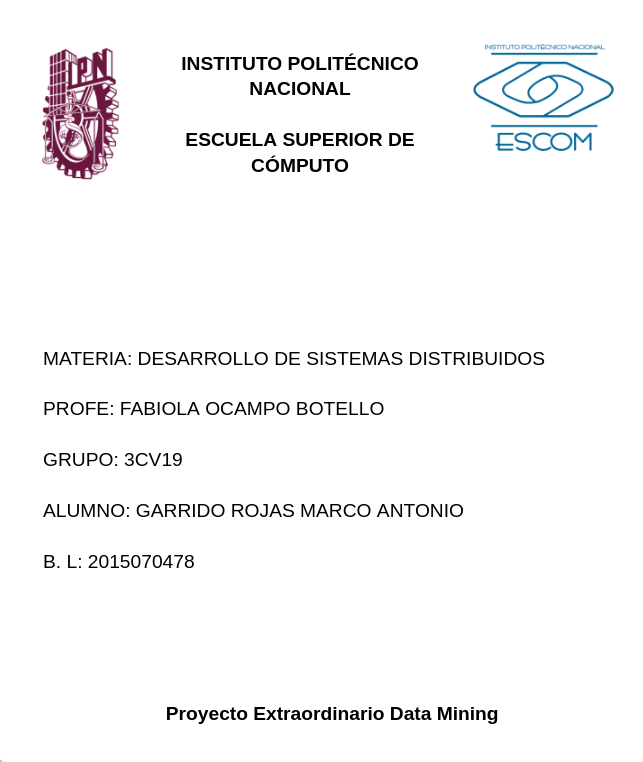 IPN
INSTITUTO POLITÉCNICO
NACIONAL
ESCUELA SUPERIOR DE
CÓMPUTO
INSTITUTO POLITÉCNICO NACIONAL
ESCOM
MATERIA: DESARROLLO DE SISTEMAS DISTRIBUIDOS
PROFE: FABIOLA OCAMPO BOTELLO
GRUPO: 3CV19
ALUMNO: GARRIDO ROJAS MARCO ANTONIO
B. L: 2015070478
Proyecto Extraordinario Data Mining